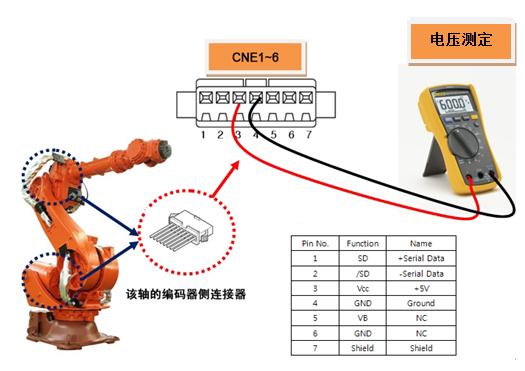 电压测定
CNE1~6
600.0
1 2 3 4 5 6 7
该轴的编码器侧连接器
Pin No. Function Name
1 SD +Serial Data
2 /SD -Serial Data
3 Vcc +5V
4 GND Ground
5 VB NC
6 GND NC
7 Shield Shield